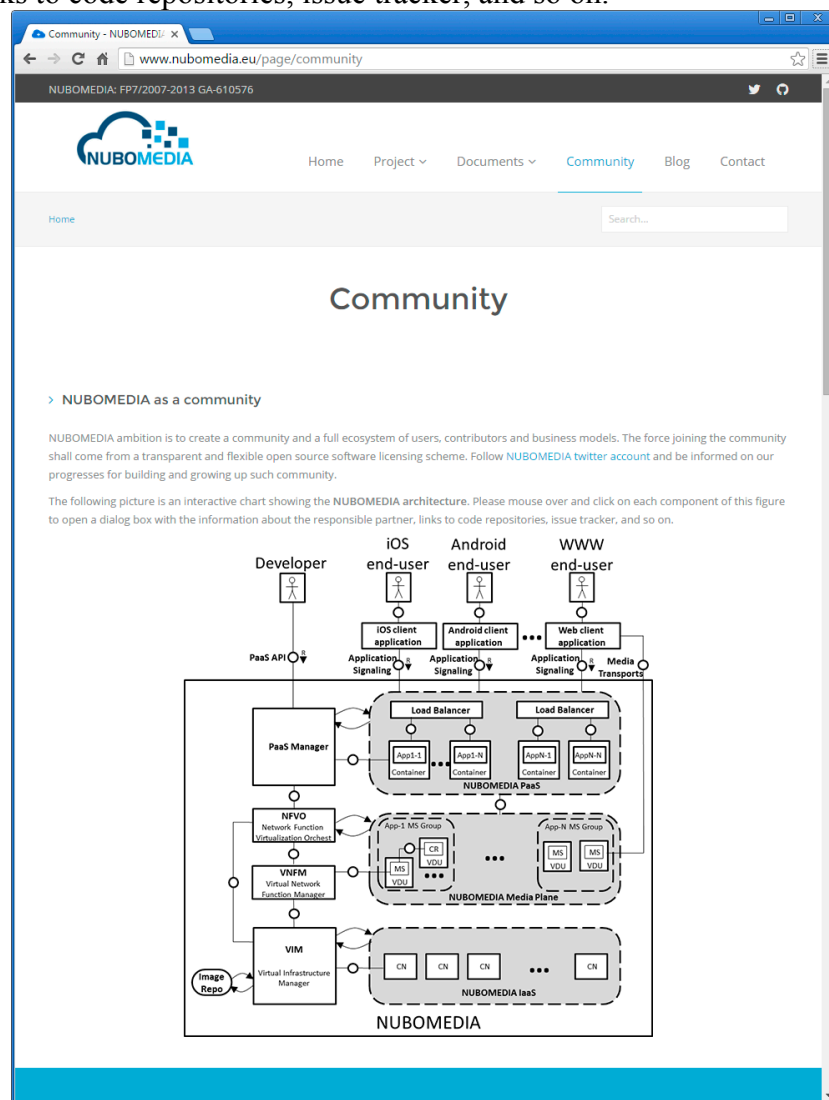 ks to code repositories, issue tracker, and so on.
Community - NUBOMEDIA
www.nubomedia.eu/page/community
NUBOMEDIA: FP7/2007-2013 GA-610576
NUBOMEDIA
Home Project Documents Community Blog Contact
Home
Search...
Community
> NUBOMEDIA as a community
NUBOMEDIA ambition is to create a community and a full ecosystem of users, contributors and business models. The force joining the community
shall come from a transparent and flexible open source software licensing scheme. Follow NUBOMEDIA twitter account and be informed on our
progresses for building and growing up such community.
The following picture is an interactive chart showing the NUBOMEDIA architecture. Please mouse over and click on each component of this figure
to open a dialog box with the information about the responsible partner, links to code repositories, issue tracker, and so on.
Developer
iOS
end-user
Android
end-user
WWW
end-user
iOS client
application
Android client
application
Web client
application
PaaS API
R
Application
Signaling
R
Application
Signaling
R
Application
Signaling
R
Media
Transports
PaaS Manager
Load Balancer
Load Balancer
App1-1
Container
App1-N
Container
AppN-1
Container
AppN-N
Container
NUBOMEDIA PaaS
NFVO
Network Function
Virtualization Orchest
App-1 MS Group
App-N MS Group
CR
VDU
MS
VDU
MS
VDU
MS
VDU
VNFM
Virtual Network
Function Manager
NUBOMEDIA Media Plane
VIM
Virtual Infrastructure
Manager
Image
Repo
CN
CN
CN
CN
NUBOMEDIA IaaS
NUBOMEDIA